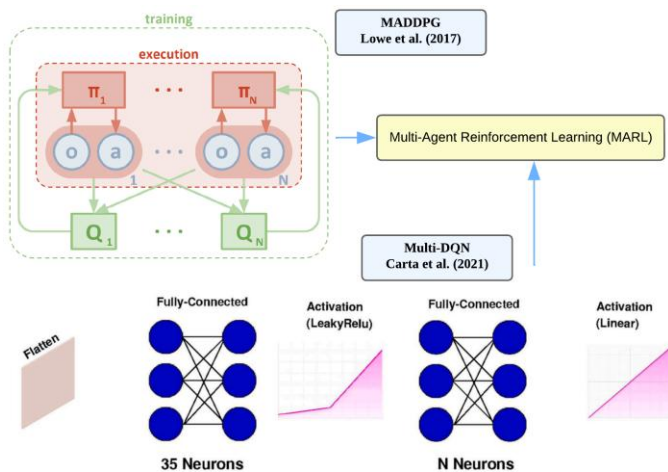 training
MADDPG
Lowe et al. (2017)
execution
π1 ··· πN
Multi-Agent Reinforcement Learning (MARL)
o a ··· o a
1 N
Q1 ··· QN
Multi-DQN
Carta et al. (2021)
Flatten
Fully-Connected
Activation
(LeakyRelu)
Fully-Connected
Activation
(Linear)
35 Neurons
N Neurons